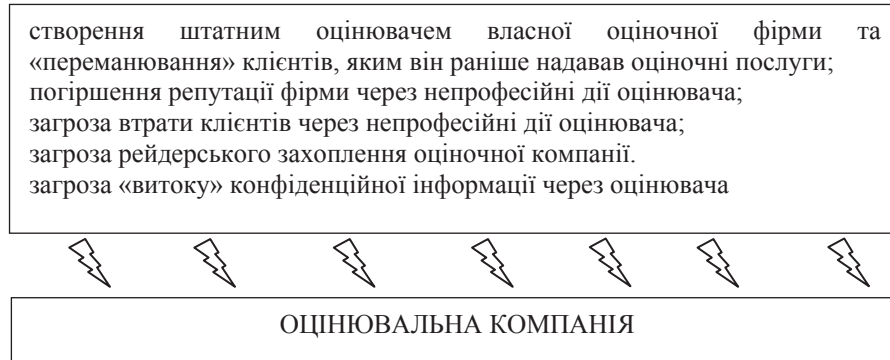 створення штатним оцінювачем власної оціночної фірми та
«переманювання» клієнтів, яким він раніше надавав оціночні послуги;
погіршення репутації фірми через непрофесійні дії оцінювача;
загроза втрати клієнтів через непрофесійні дії оцінювача;
загроза рейдерського захоплення оціночної компанії.
загроза «витоку» конфіденційної інформації через оцінювача
ОЦІНЮВАЛЬНА КОМПАНІЯ